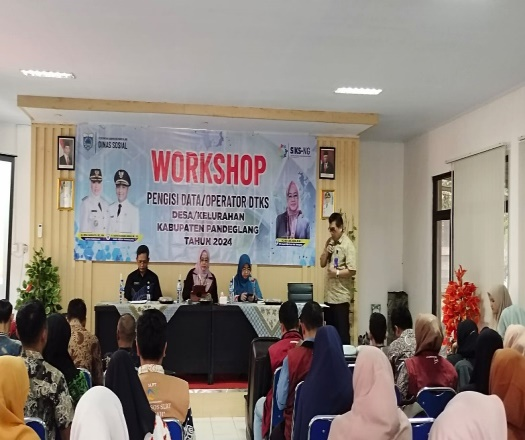 DINAS SOSIAL
SIKS-NG
WORKSHOP
PENGISI DATA/OPERATOR DTKS
DESA/KELURAHAN
KABUPATEN PANDEGLANG
TAHUN 2024